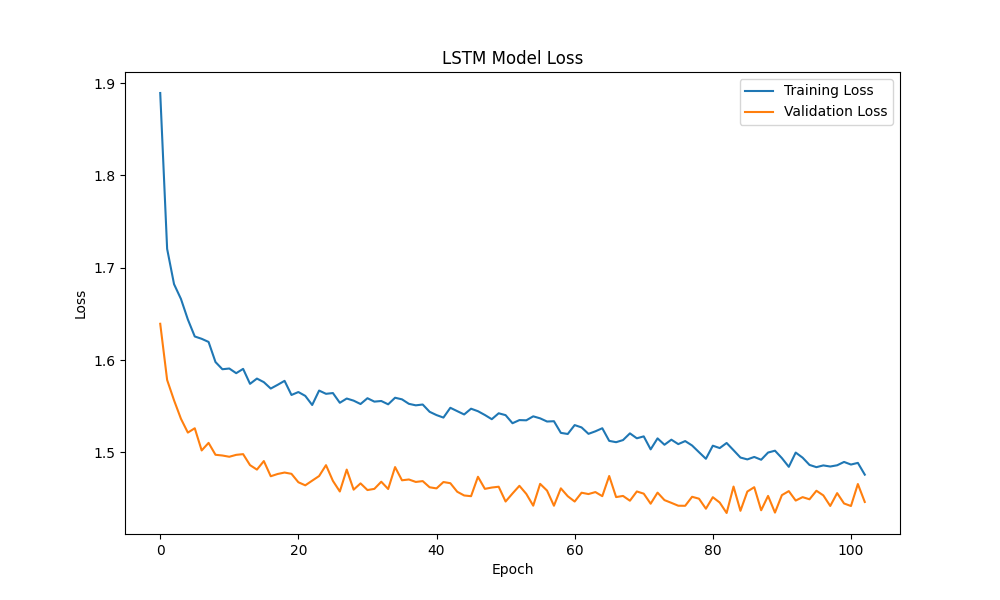 LSTM Model Loss
Training Loss
Validation Loss
Loss
1.9
1.8
1.7
1.6
1.5
0 20 40 60 80 100
Epoch